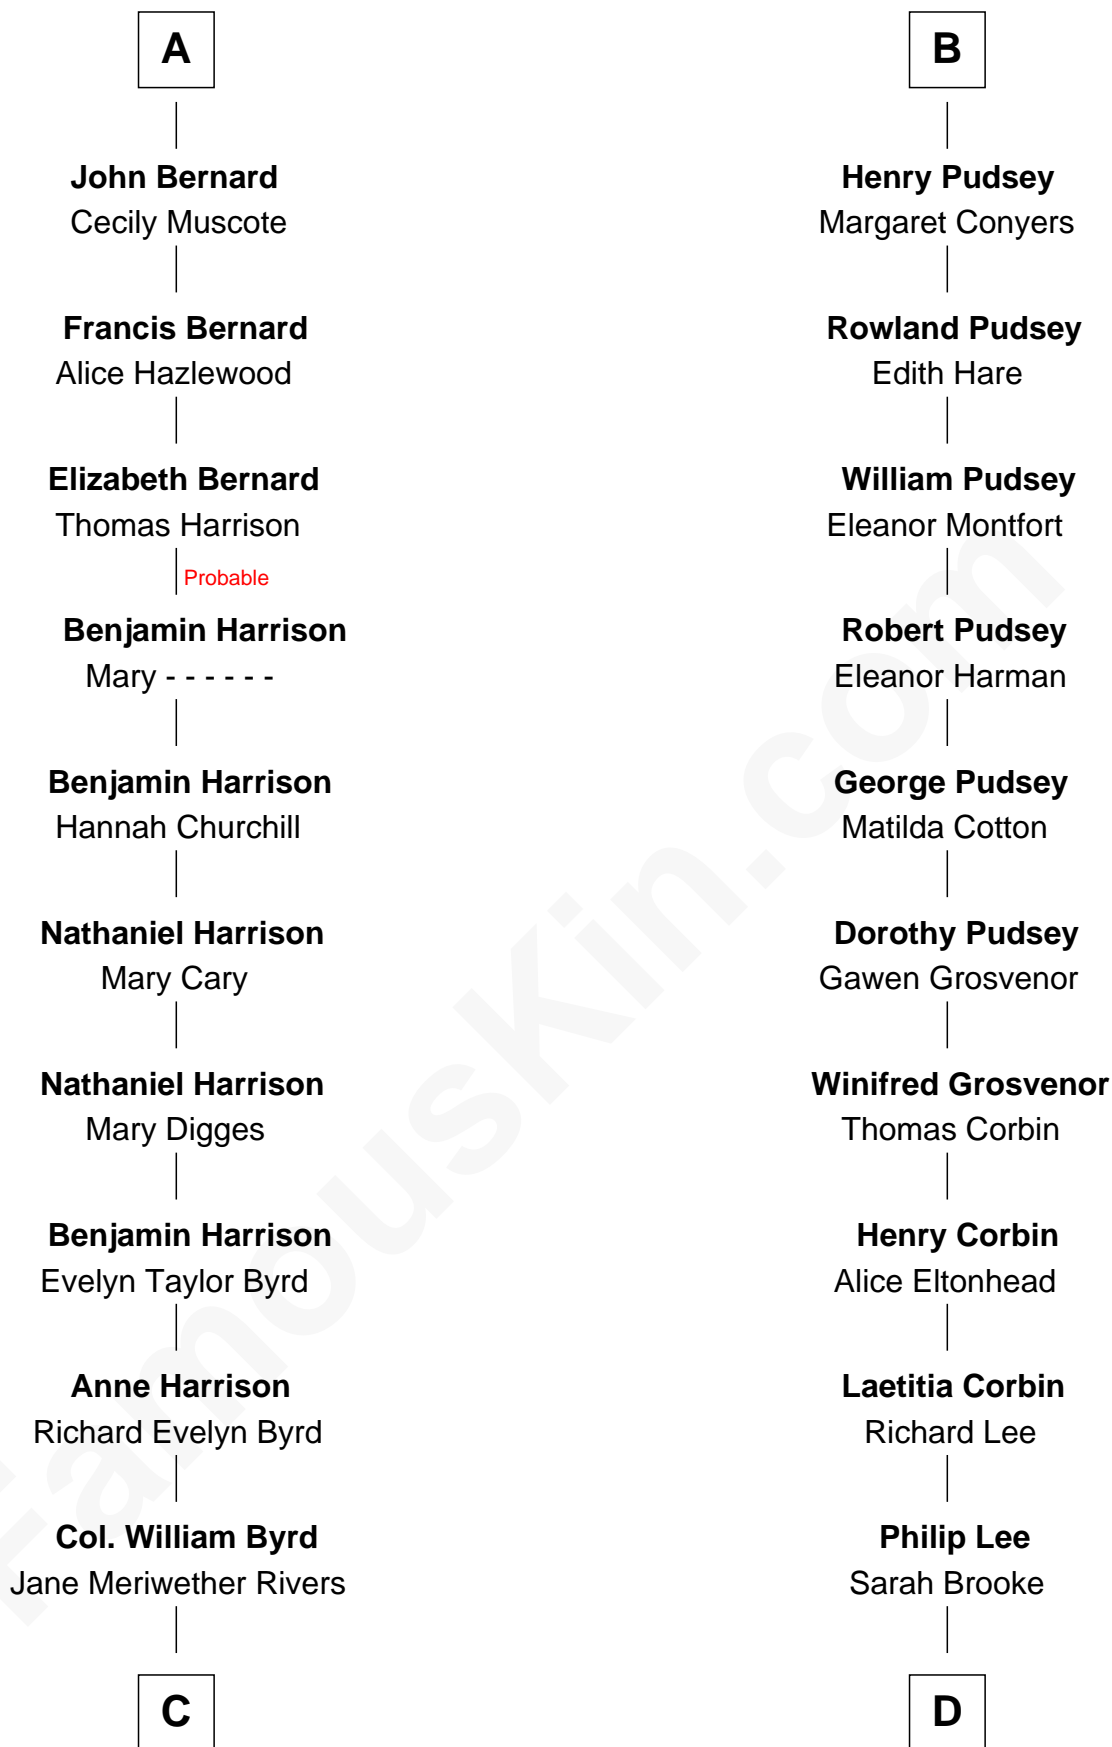 A
John Bernard
Cecily Muscote
Francis Bernard
Alice Hazlewood
Elizabeth Bernard
Thomas Harrison
Probable
Benjamin Harrison
Mary - - - - - -
Benjamin Harrison
Hannah Churchill
Nathaniel Harrison
Mary Cary
Nathaniel Harrison
Mary Digges
Benjamin Harrison
Evelyn Taylor Byrd
Anne Harrison
Richard Evelyn Byrd
Col. William Byrd
Jane Meriwether Rivers
C
B
Henry Pudsey
Margaret Conyers
Rowland Pudsey
Edith Hare
William Pudsey
Eleanor Montfort
Robert Pudsey
Eleanor Harman
George Pudsey
Matilda Cotton
Dorothy Pudsey
Gawen Grosvenor
Winifred Grosvenor
Thomas Corbin
Henry Corbin
Alice Eltonhead
Laetitia Corbin
Richard Lee
Philip Lee
Sarah Brooke
D
FamousKin.com